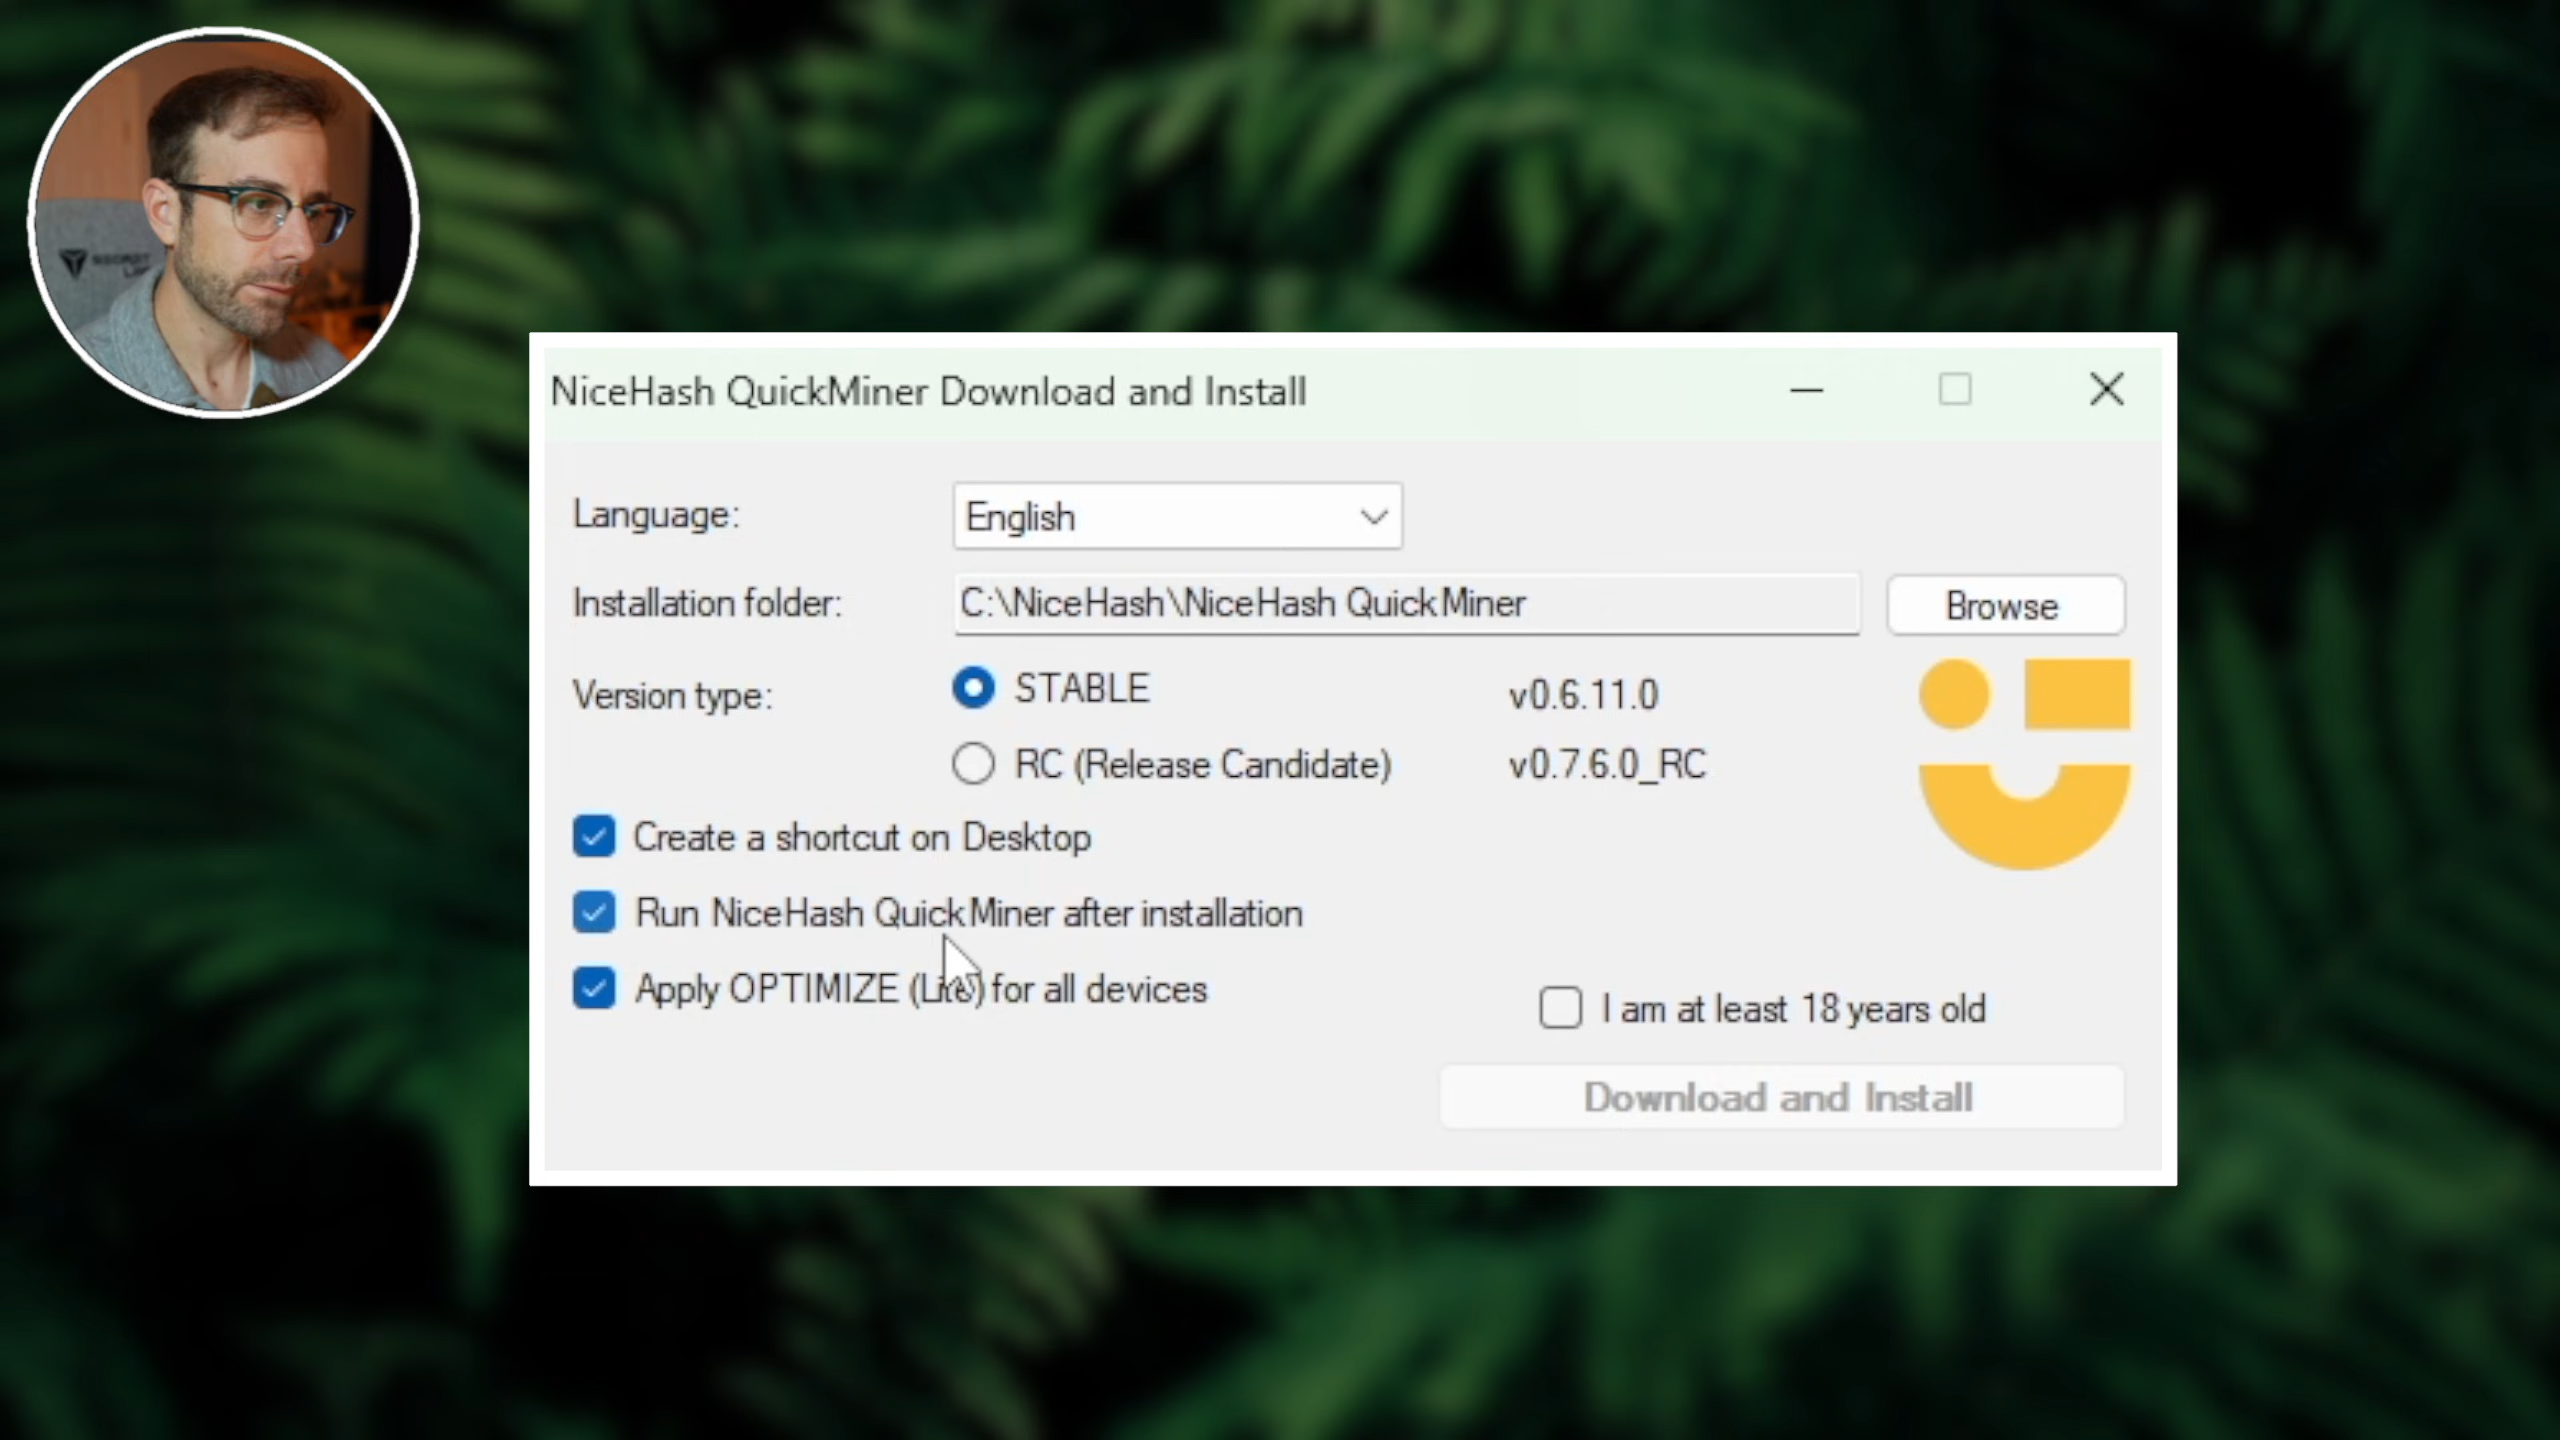 NiceHash QuickMiner Download and Install
Language:
English
Installation folder:
C:\NiceHash\NiceHash QuickMiner
Browse
Version type:
STABLE
v0.6.11.0
RC (Release Candidate)
v0.7.6.0_RC
Create a shortcut on Desktop
Run NiceHash QuickMiner after installation
Apply OPTIMIZE (Lite) for all devices
I am at least 18 years old
Download and Install